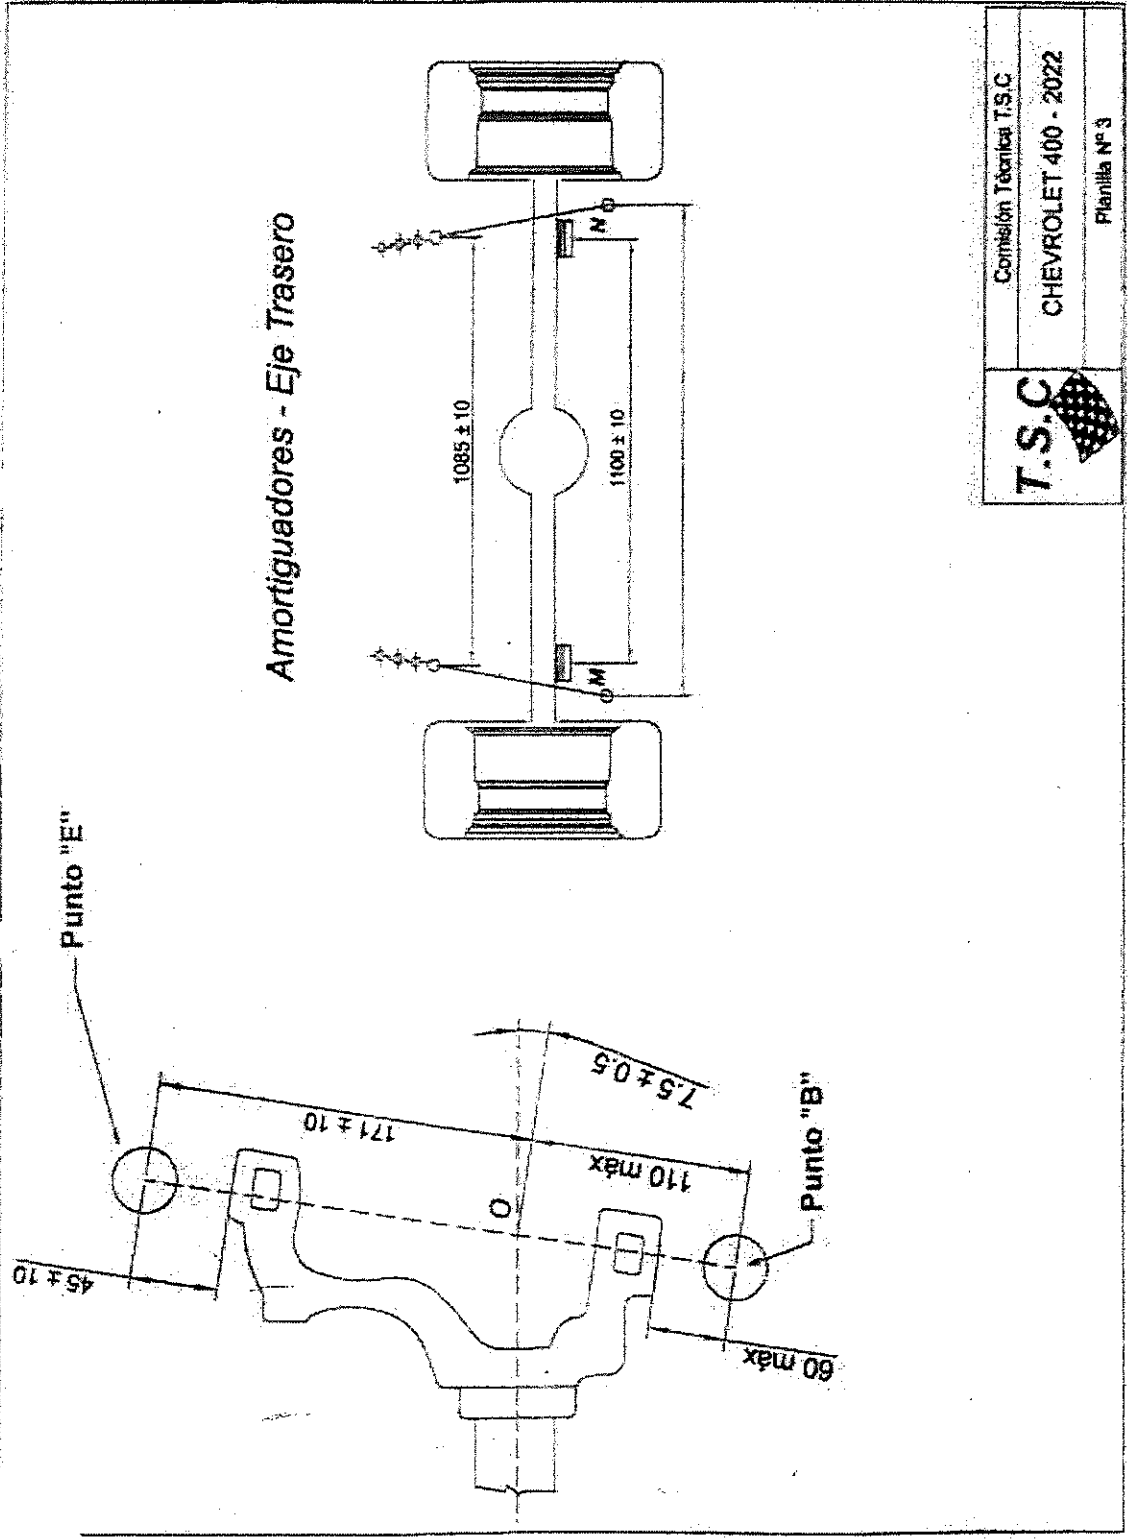 Amortiguadores - Eje Trasero
1085 ± 10
1100 ± 10
M
N
Punto "E"
45 ± 10
171 ± 10
O
7.5 ± 0.5
110 máx
60 máx
Punto "B"
T.S.C
Comisión Técnica T.S.C
CHEVROLET 400 - 2022
Planilla Nº 3